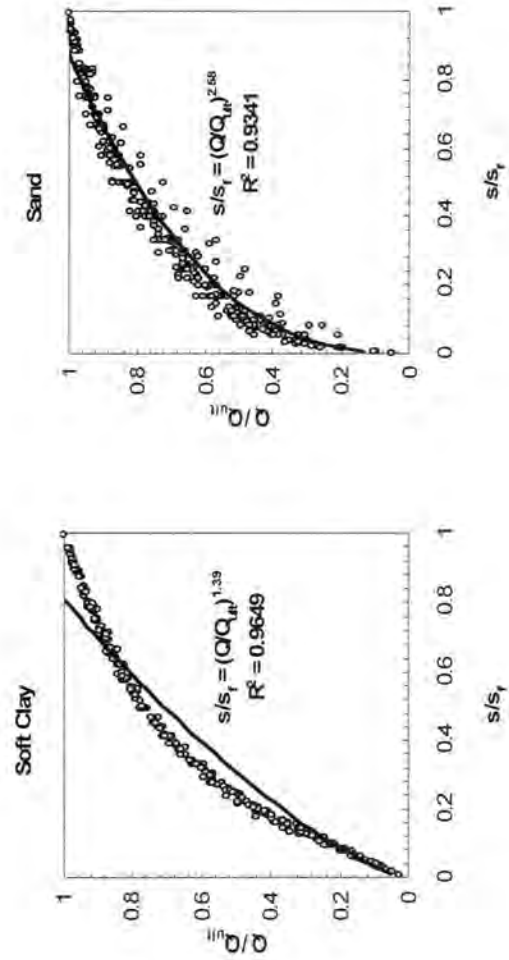 Soft Clay
Q/Qult
1
0.8
0.6
0.4
0.2
0
s/sf = (Q/Qult)^1.39
R² = 0.9649
0
0.2
0.4
0.6
0.8
1
s/sf
Sand
Q/Qult
1
0.8
0.6
0.4
0.2
0
s/sf = (Q/Qult)^2.68
R² = 0.9341
0
0.2
0.4
0.6
0.8
1
s/sf